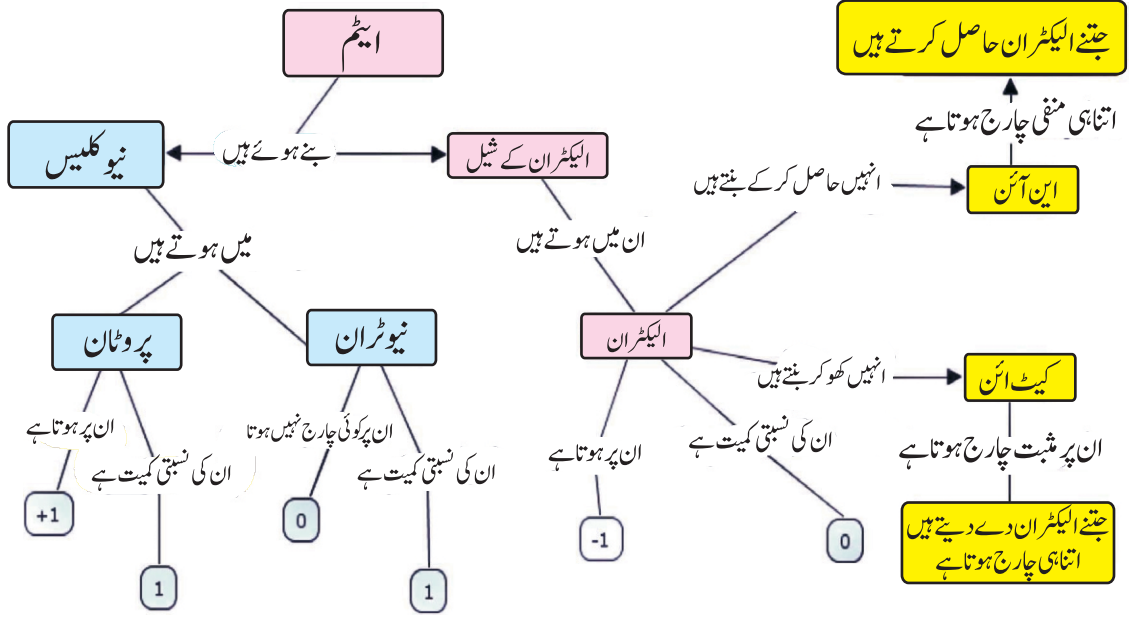 ایٹم
جتنے الیکٹران حاصل کرتے ہیں
اتنا ہی منفی چارج ہوتا ہے
نیوکلیس
بنے ہوئے ہیں
الیکٹران کے شیل
انہیں حاصل کر کے بنتے ہیں
این آئن
میں ہوتے ہیں
ان میں ہوتے ہیں
پروٹان
نیوٹران
الیکٹران
انہیں کھو کر بنتے ہیں
کیٹ ائن
ان پر ہوتا ہے
ان کی نسبتی کمیت ہے
ان پر کوئی چارج نہیں ہوتا
ان کی نسبتی کمیت ہے
ان پر ہوتا ہے
ان کی نسبتی کمیت ہے
ان پر مثبت چارج ہوتا ہے
+1
1
0
1
-1
0
جتنے الیکٹران دے دیتے ہیں
اتنا ہی چارج ہوتا ہے